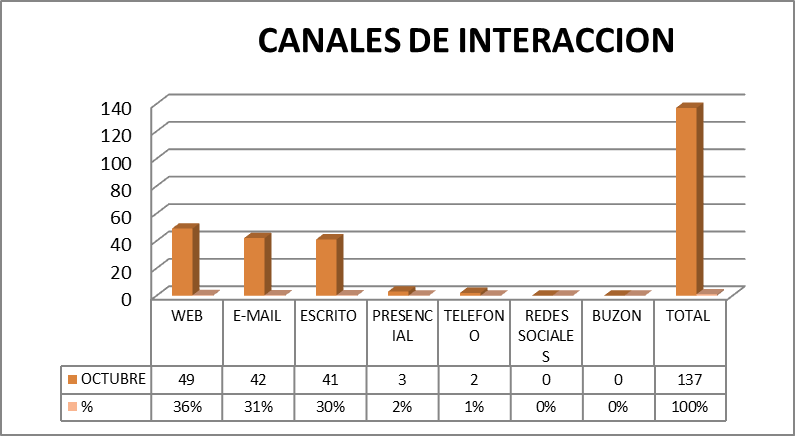 CANALES DE INTERACCION
140
120
100
80
60
40
20
0
WEB E-MAIL ESCRITO PRESENC TELEFON REDES BUZON TOTAL
IAL O SOCIALE
S
OCTUBRE 49 42 41 3 2 0 0 137
% 36% 31% 30% 2% 1% 0% 0% 100%